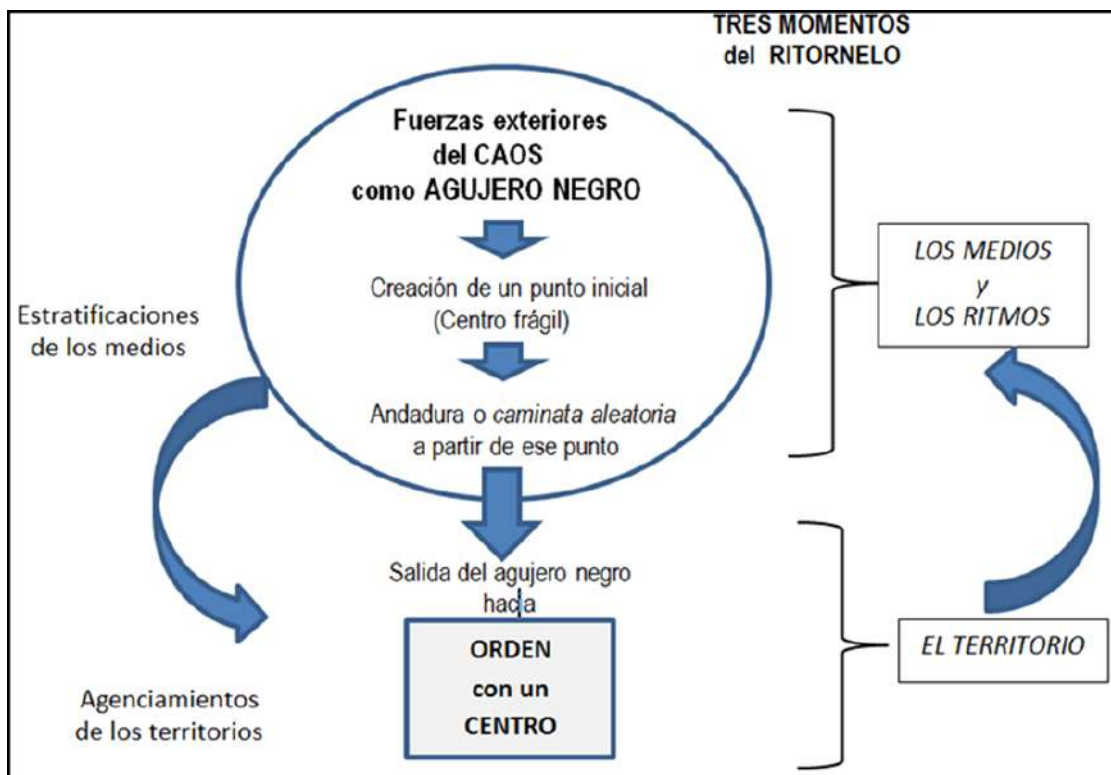 TRES MOMENTOS
del RITORNELO
Fuerzas exteriores
del CAOS
como AGUJERO NEGRO
Creación de un punto inicial
(Centro frágil)
Andadura o caminata aleatoria
a partir de ese punto
Estratificaciones
de los medios
LOS MEDIOS
y
LOS RITMOS
Salida del agujero negro
hacia
ORDEN
con un
CENTRO
Agenciamientos
de los territorios
EL TERRITORIO